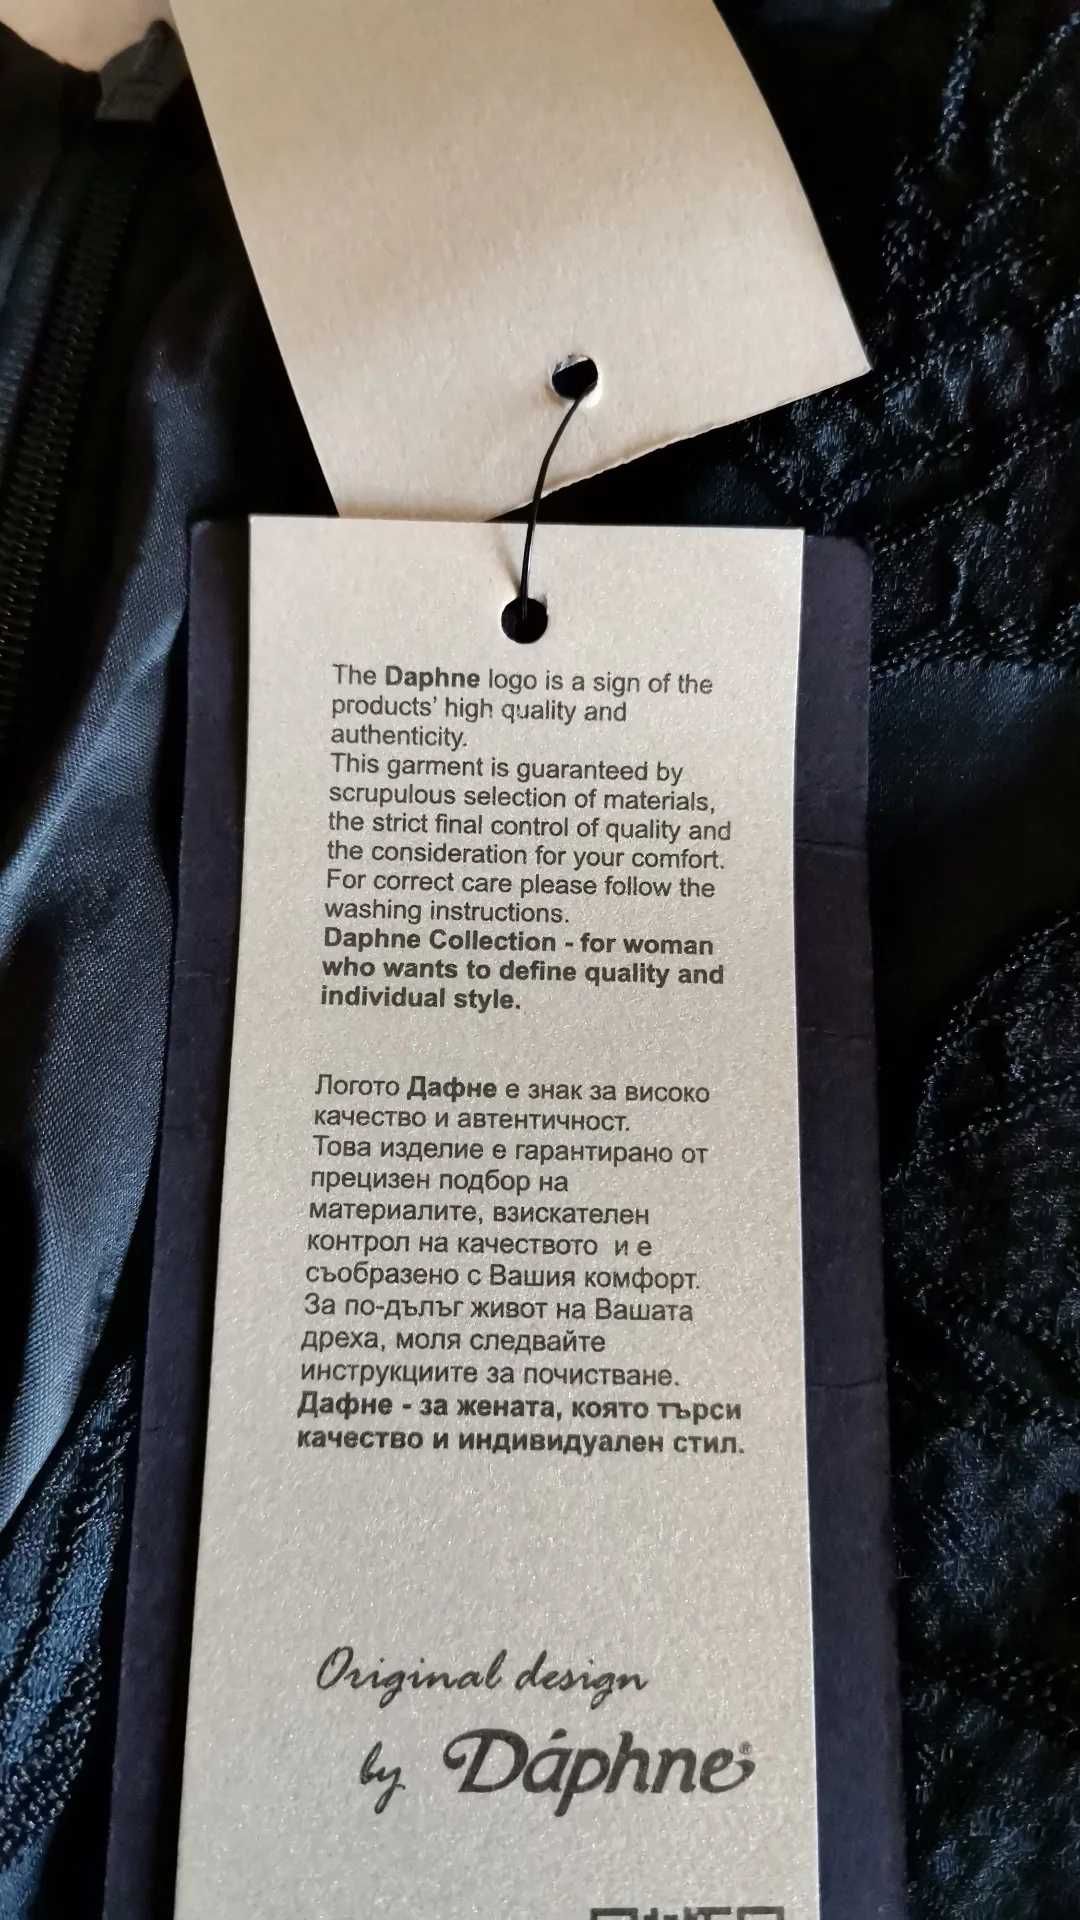 The Daphne logo is a sign of the
products' high quality and
authenticity.
This garment is guaranteed by
scrupulous selection of materials,
the strict final control of quality and
the consideration for your comfort.
For correct care please follow the
washing instructions.
Daphne Collection - for woman
who wants to define quality and
individual style.
Логото Дафне е знак за високо
качество и автентичност.
Това изделие е гарантирано от
прецизен подбор на
материалите, взискателен
контрол на качеството и е
съобразено с Вашия комфорт.
За по-дълъг живот на Вашата
дреха, моля следвайте
инструкциите за почистване.
Дафне - за жената, която търси
качество и индивидуален стил.
Original design
by Dáphne®